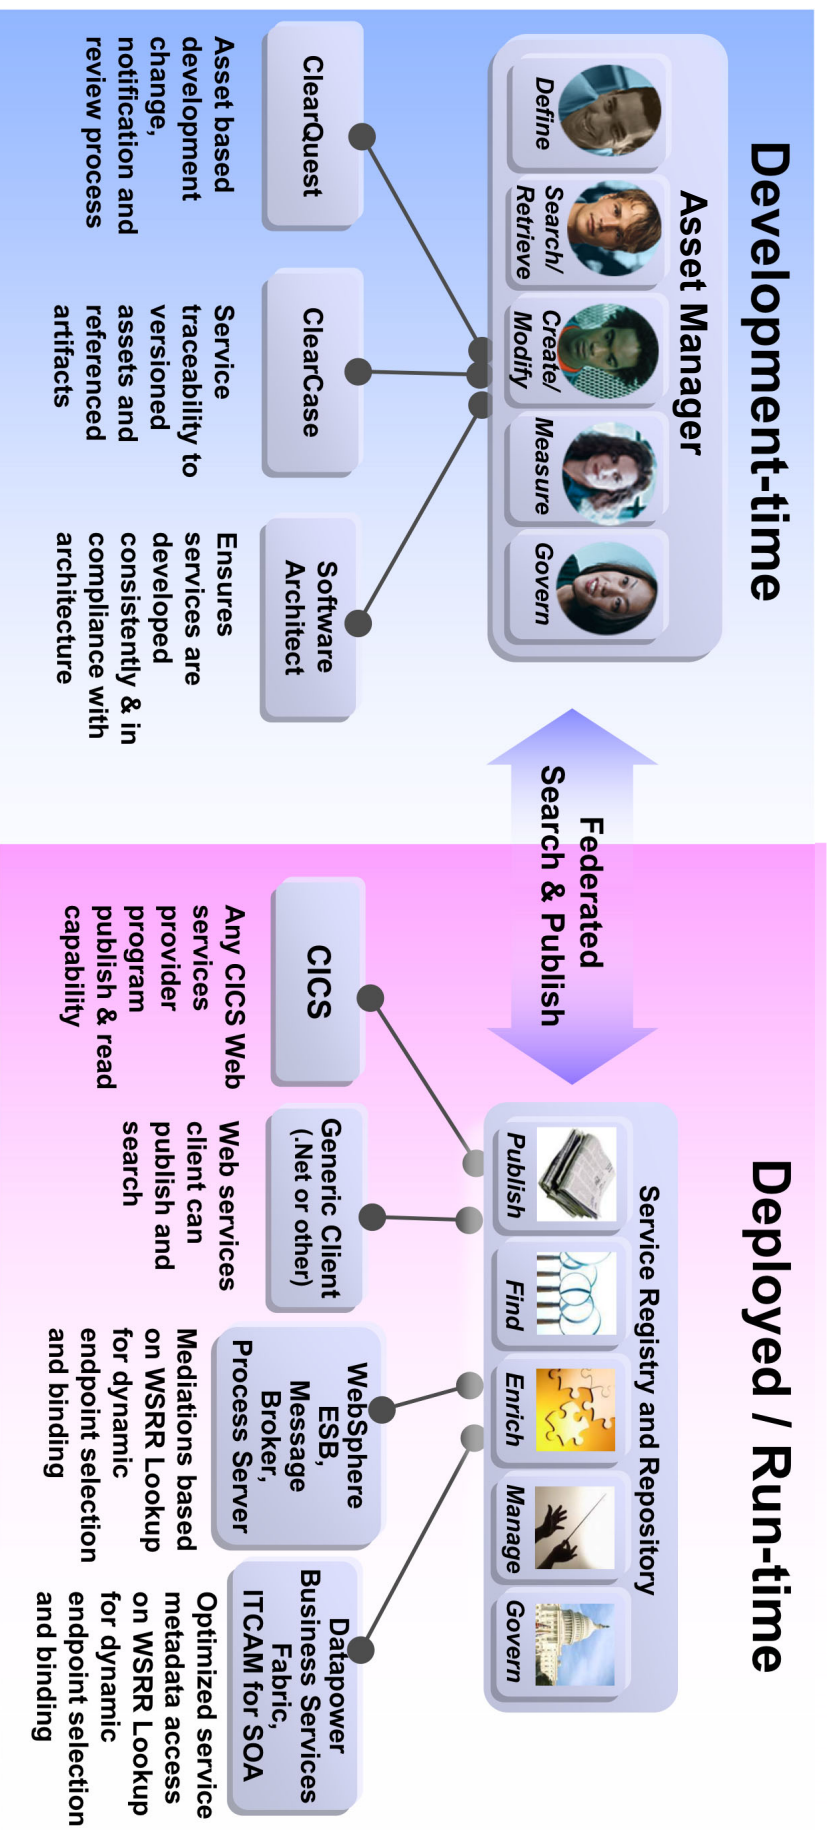 Development-time
Asset Manager
Define
Search/
Retrieve
Create/
Modify
Measure
Govern
ClearQuest
Asset based
development
change,
notification and
review process
ClearCase
Service
traceability to
versioned
assets and
referenced
artifacts
Software
Architect
Ensures
services are
developed
consistently & in
compliance with
architecture
Federated
Search & Publish
Deployed / Run-time
Service Registry and Repository
Publish
Find
Enrich
Manage
Govern
CICS
Any CICS Web
services
provider
program
publish & read
capability
Generic Client
(.Net or other)
Web services
client can
publish and
search
WebSphere
ESB,
Message
Broker,
Process Server
Mediations based
on WSRR Lookup
for dynamic
endpoint selection
and binding
Datapower
Business Services
Fabric,
ITCAM for SOA
Optimized service
metadata access
on WSRR Lookup
for dynamic
endpoint selection
and binding